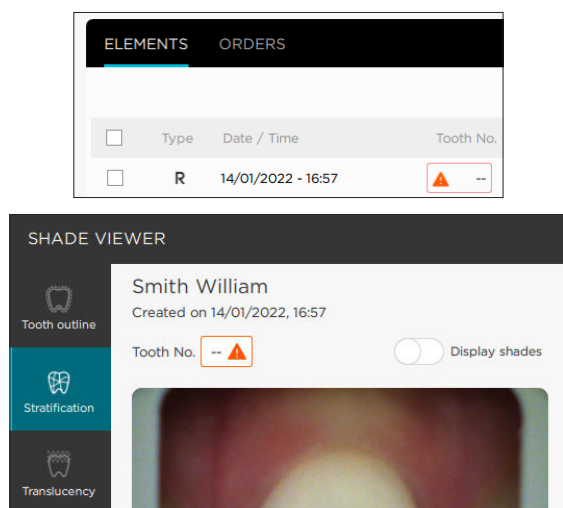 ELEMENTS ORDERS
Type Date / Time Tooth No.
R 14/01/2022 - 16:57 --
SHADE VIEWER
Smith William
Created on 14/01/2022, 16:57
Tooth outline
Tooth No. -- Display shades
Stratification
Translucency